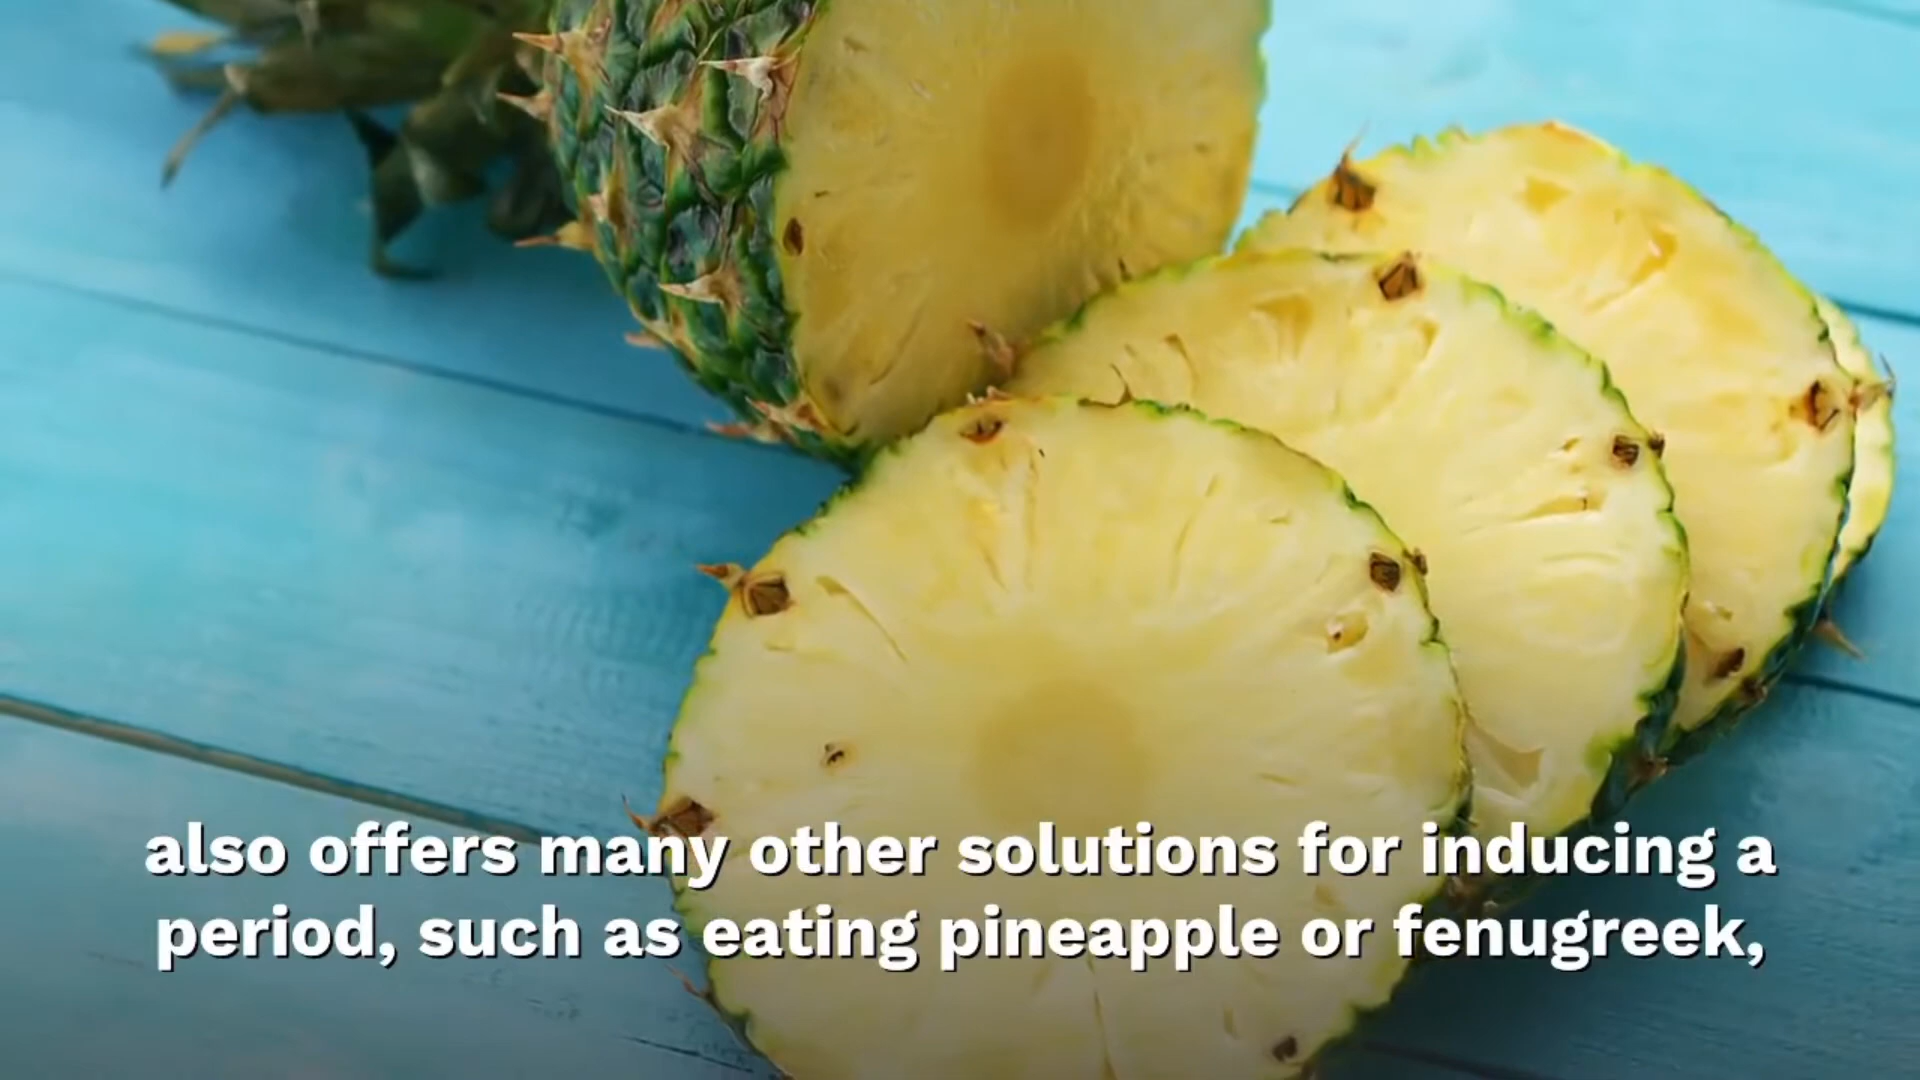 also offers many other solutions for inducing a
period, such as eating pineapple or fenugreek,